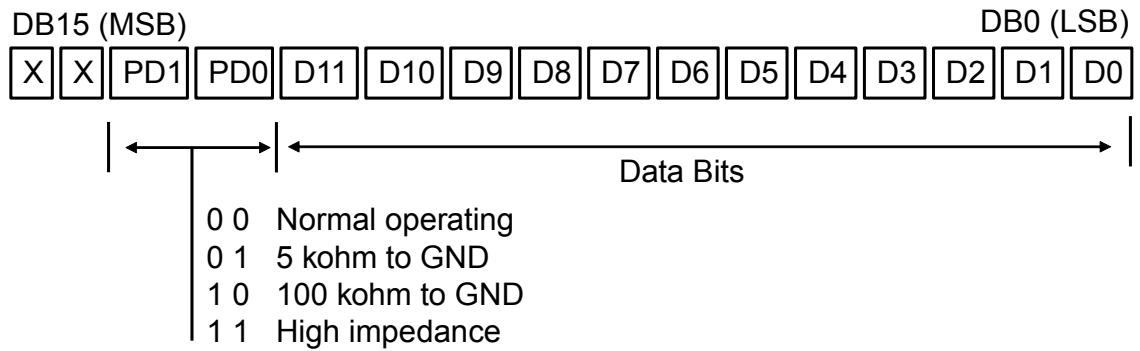 DB15 (MSB) DB0 (LSB)
X X PD1 PD0 D11 D10 D9 D8 D7 D6 D5 D4 D3 D2 D1 D0
Data Bits
0 0 Normal operating
0 1 5 kohm to GND
1 0 100 kohm to GND
1 1 High impedance